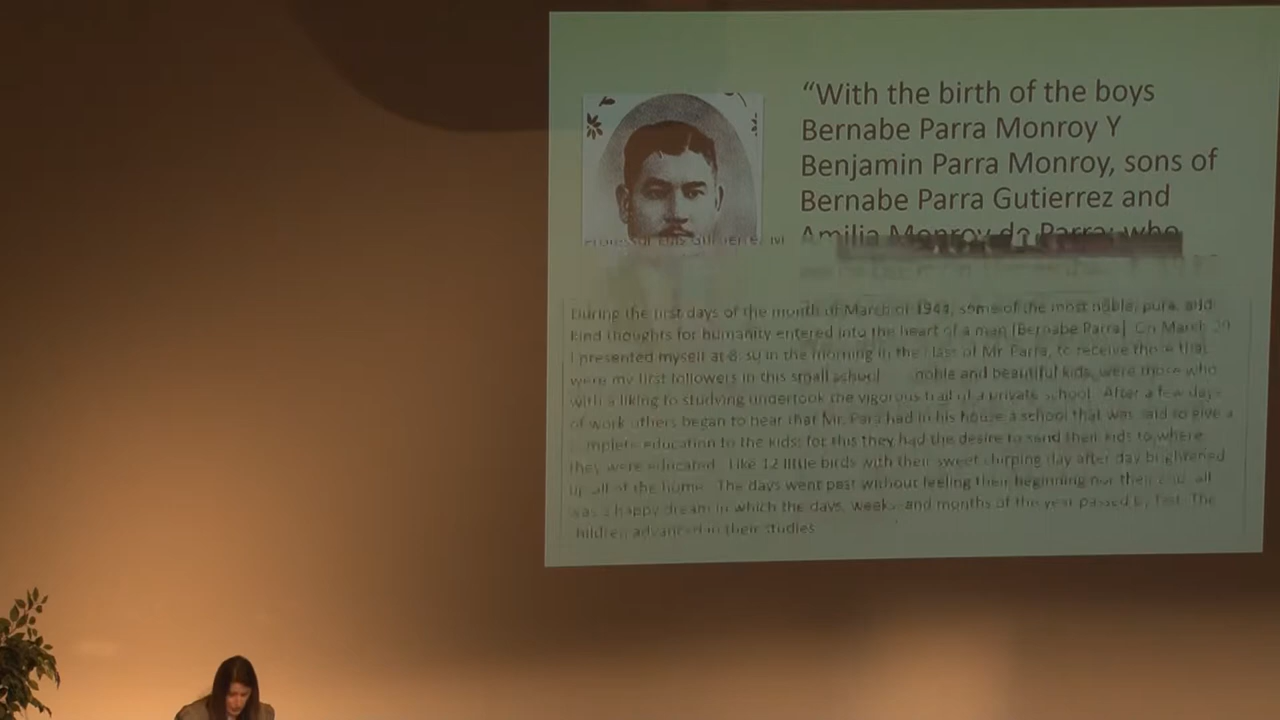 “With the birth of the boys
Bernabe Parra Monroy Y
Benjamin Parra Monroy, sons of
Bernabe Parra Gutierrez and
Amilia Monroy de Parra; who
During the first days of the month of March of 1944, some of the most noble, pure, and
kind thoughts for humanity entered into the heart of a man [Bernabe Parra]. On March 20
I presented myself at in the morning in the of Mr. Parra, to receive those that
were my first followers in this small school noble and beautiful kids, were those who
with a liking to studying undertook the vigorous trail of a private school. After a few days
of work others began to hear that Mr. Para had in his house a school that was said to give a
education to the kids; for this they had the desire to send their kids to where
they were educated. Like 12 little birds with their sweet chirping day after day brightened
up all of the home. The days went past without feeling their beginning nor their end, all
was a happy dream in which the days, weeks and months of the year passed by fast. The
advanced in their studies